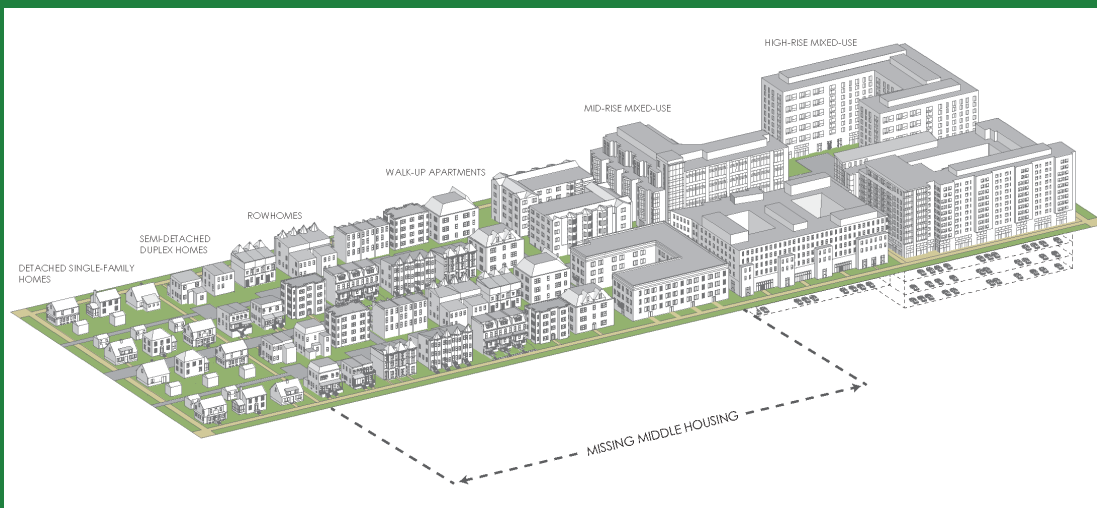 HIGH-RISE MIXED-USE
MID-RISE MIXED-USE
WALK-UP APARTMENTS
ROWHOMES
SEMI-DETACHED
DUPLEX HOMES
DETACHED SINGLE-FAMILY
HOMES
MISSING MIDDLE HOUSING